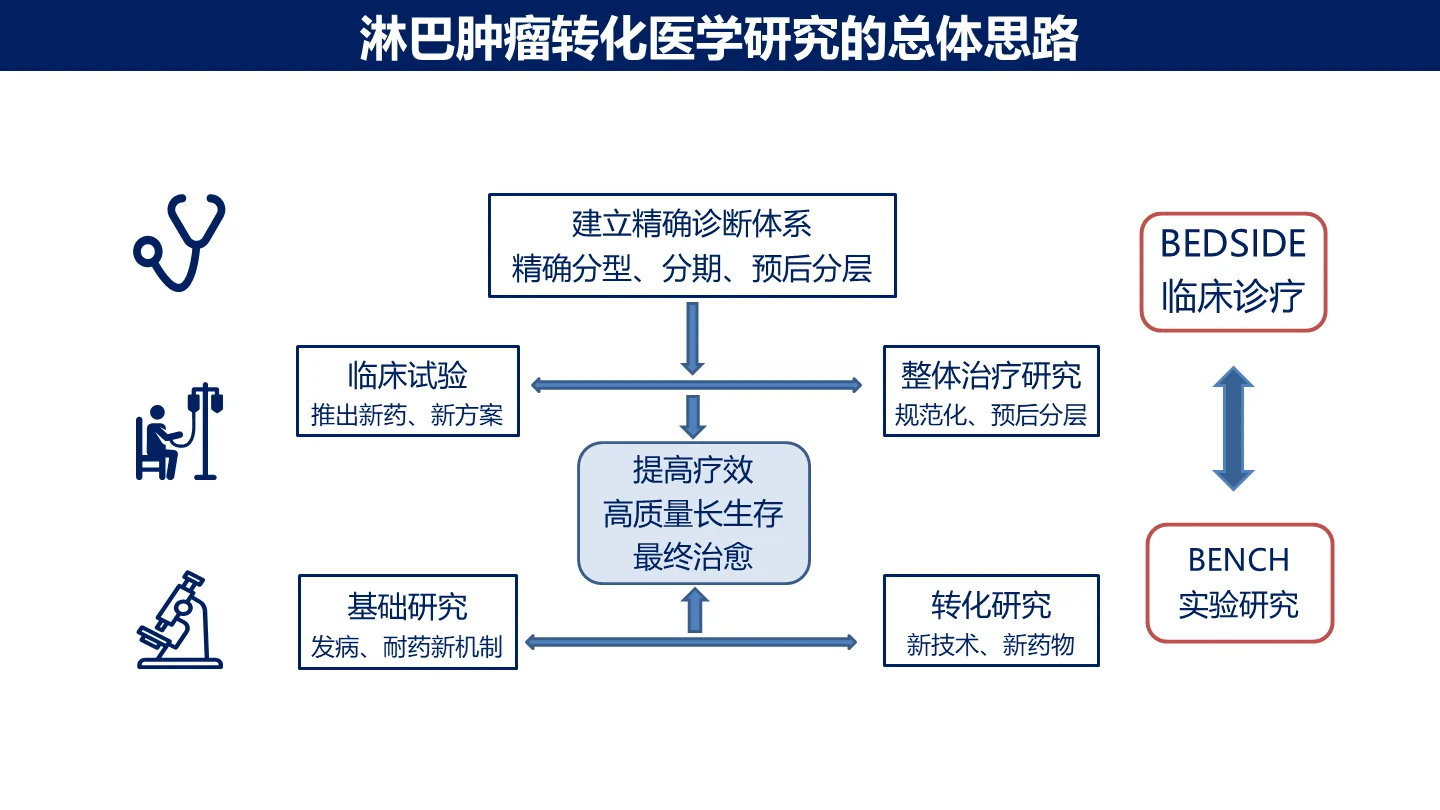 淋巴肿瘤转化医学研究的总体思路
建立精确诊断体系
精确分型、分期、预后分层
BEDSIDE
临床诊疗
临床试验
推出新药、新方案
整体治疗研究
规范化、预后分层
提高疗效
高质量长生存
最终治愈
BENCH
实验研究
基础研究
发病、耐药新机制
转化研究
新技术、新药物